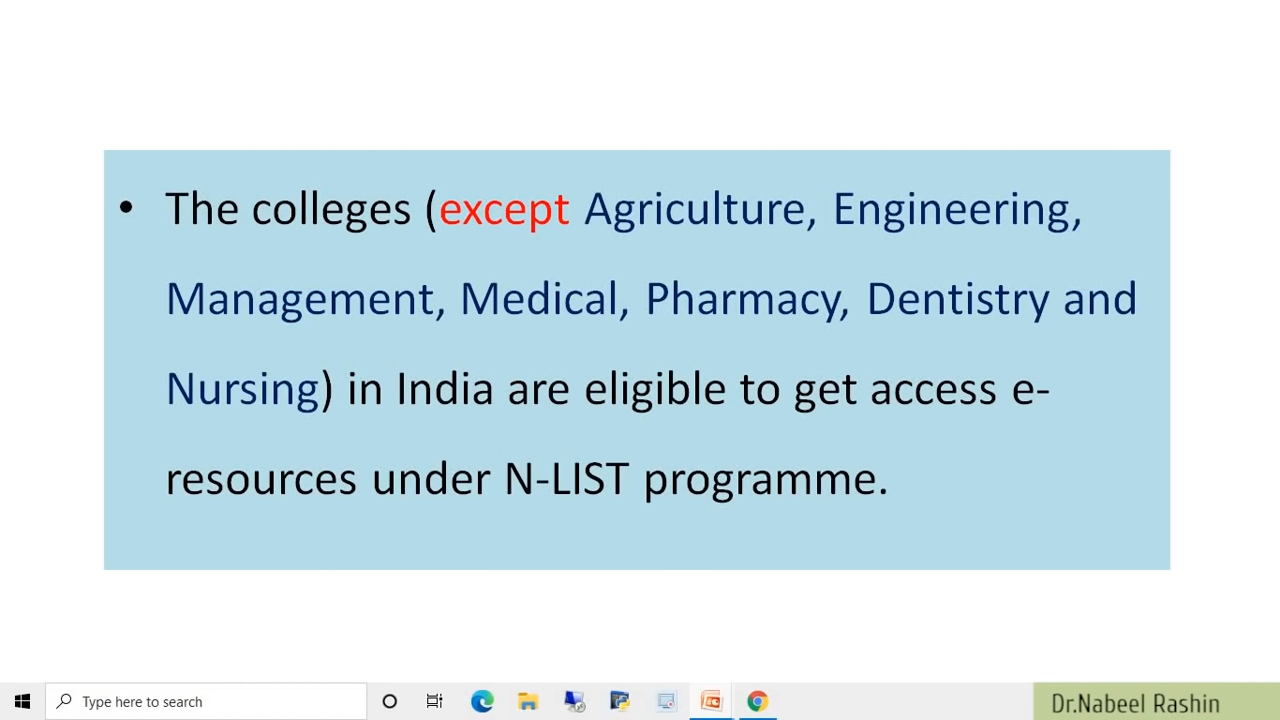 • The colleges (except Agriculture, Engineering,
Management, Medical, Pharmacy, Dentistry and
Nursing) in India are eligible to get access e-
resources under N-LIST programme.
Type here to search
Dr.Nabeel Rashin